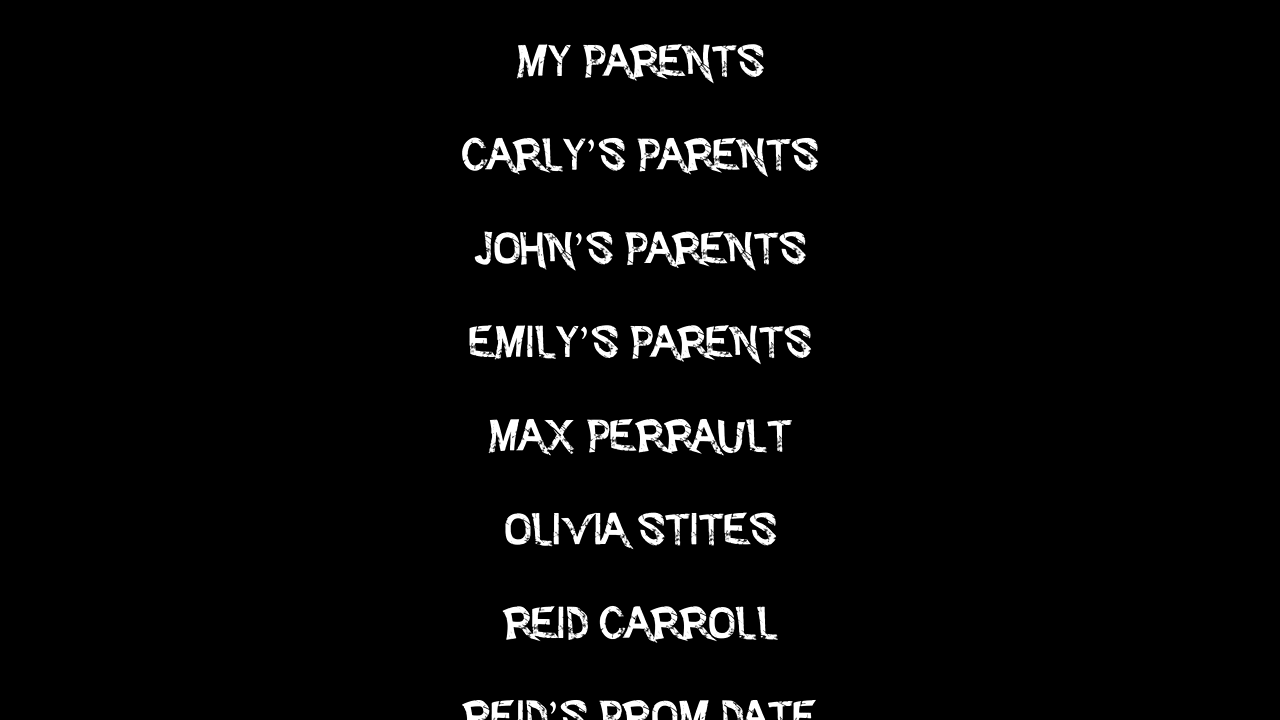 MY PARENTS
CARLY'S PARENTS
JOHN'S PARENTS
EMILY'S PARENTS
MAX PERRAULT
OLIVIA STITES
REID CARROLL
REID'S PROM DATE